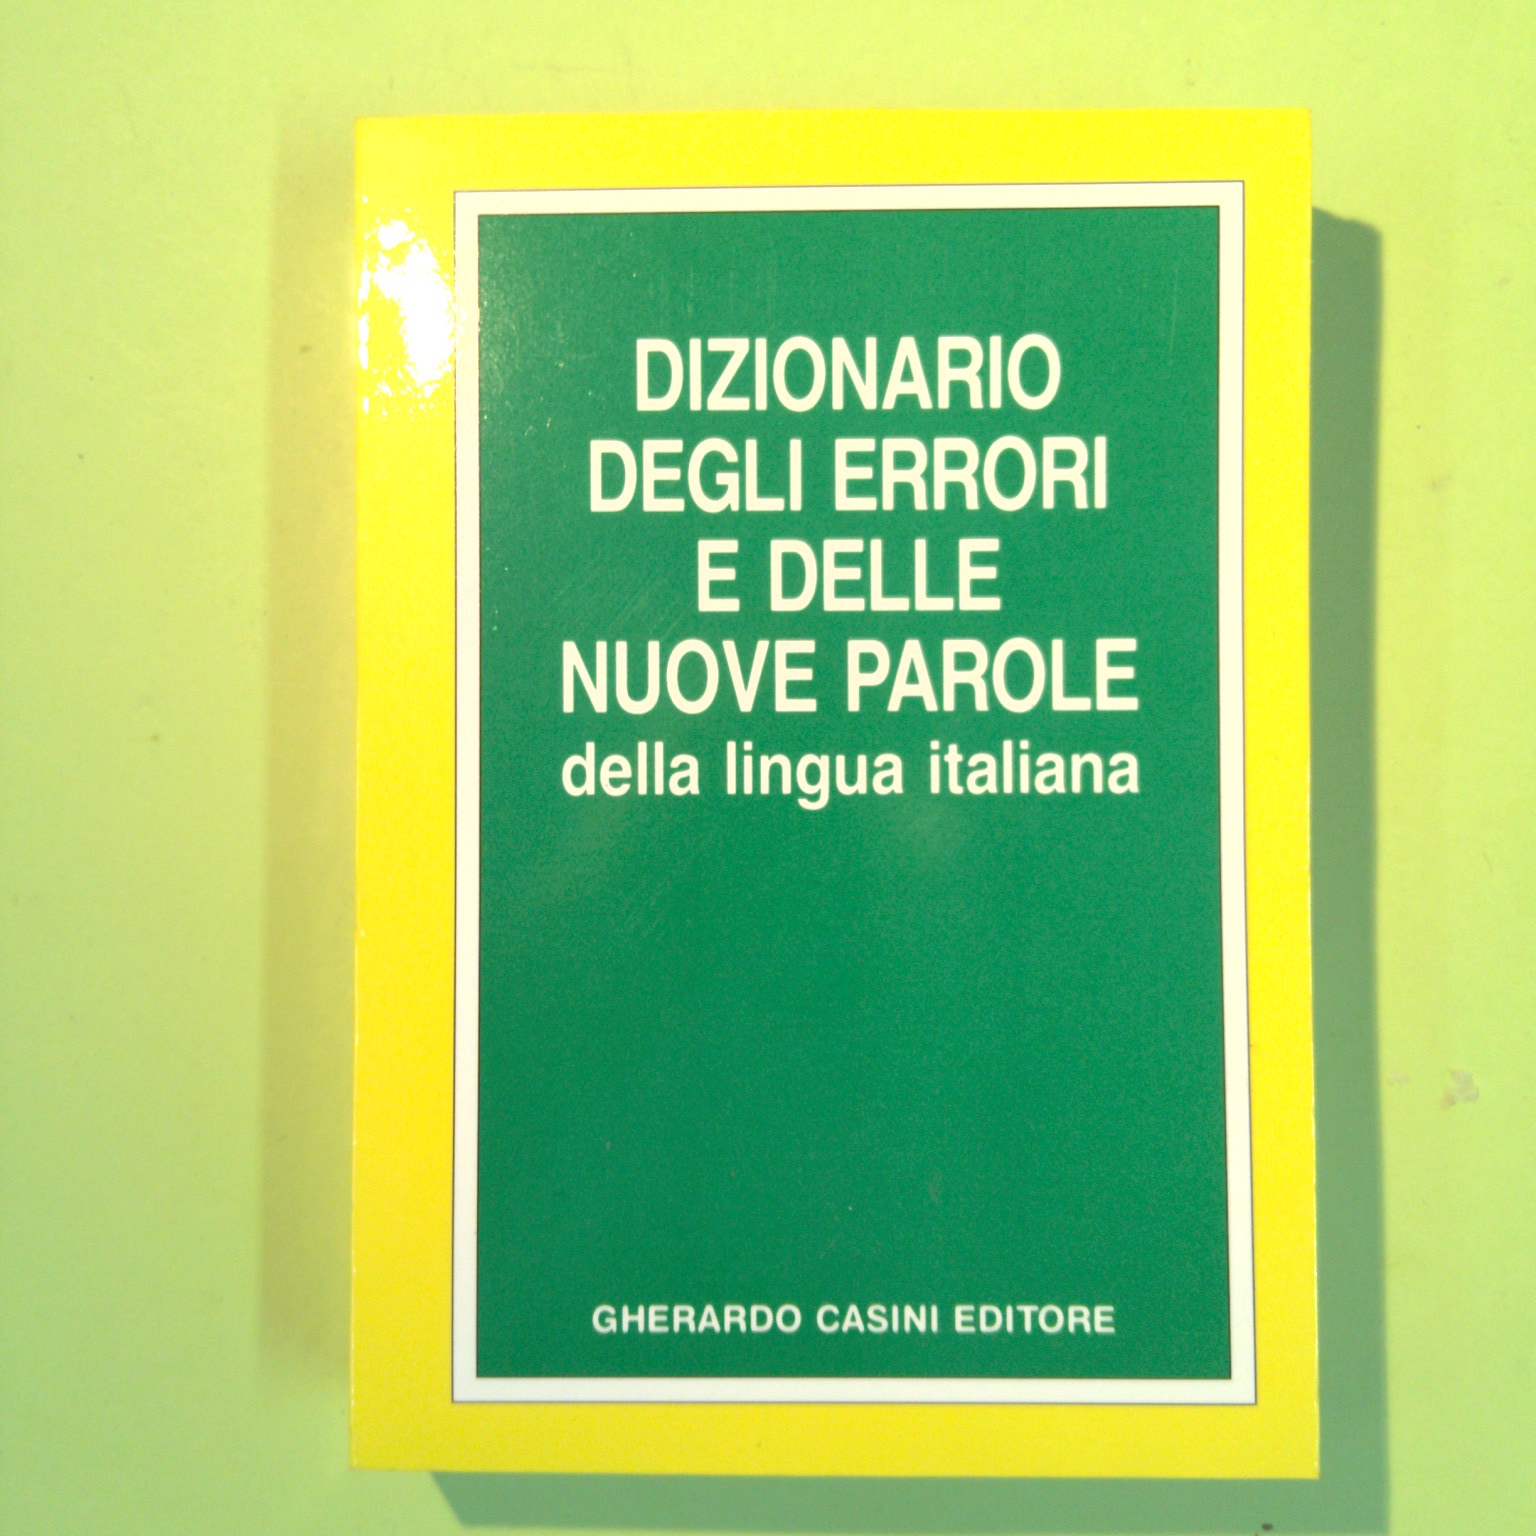 DIZIONARIO
DEGLI ERRORI
E DELLE
NUOVE PAROLE
della lingua italiana
GHERARDO CASINI EDITORE